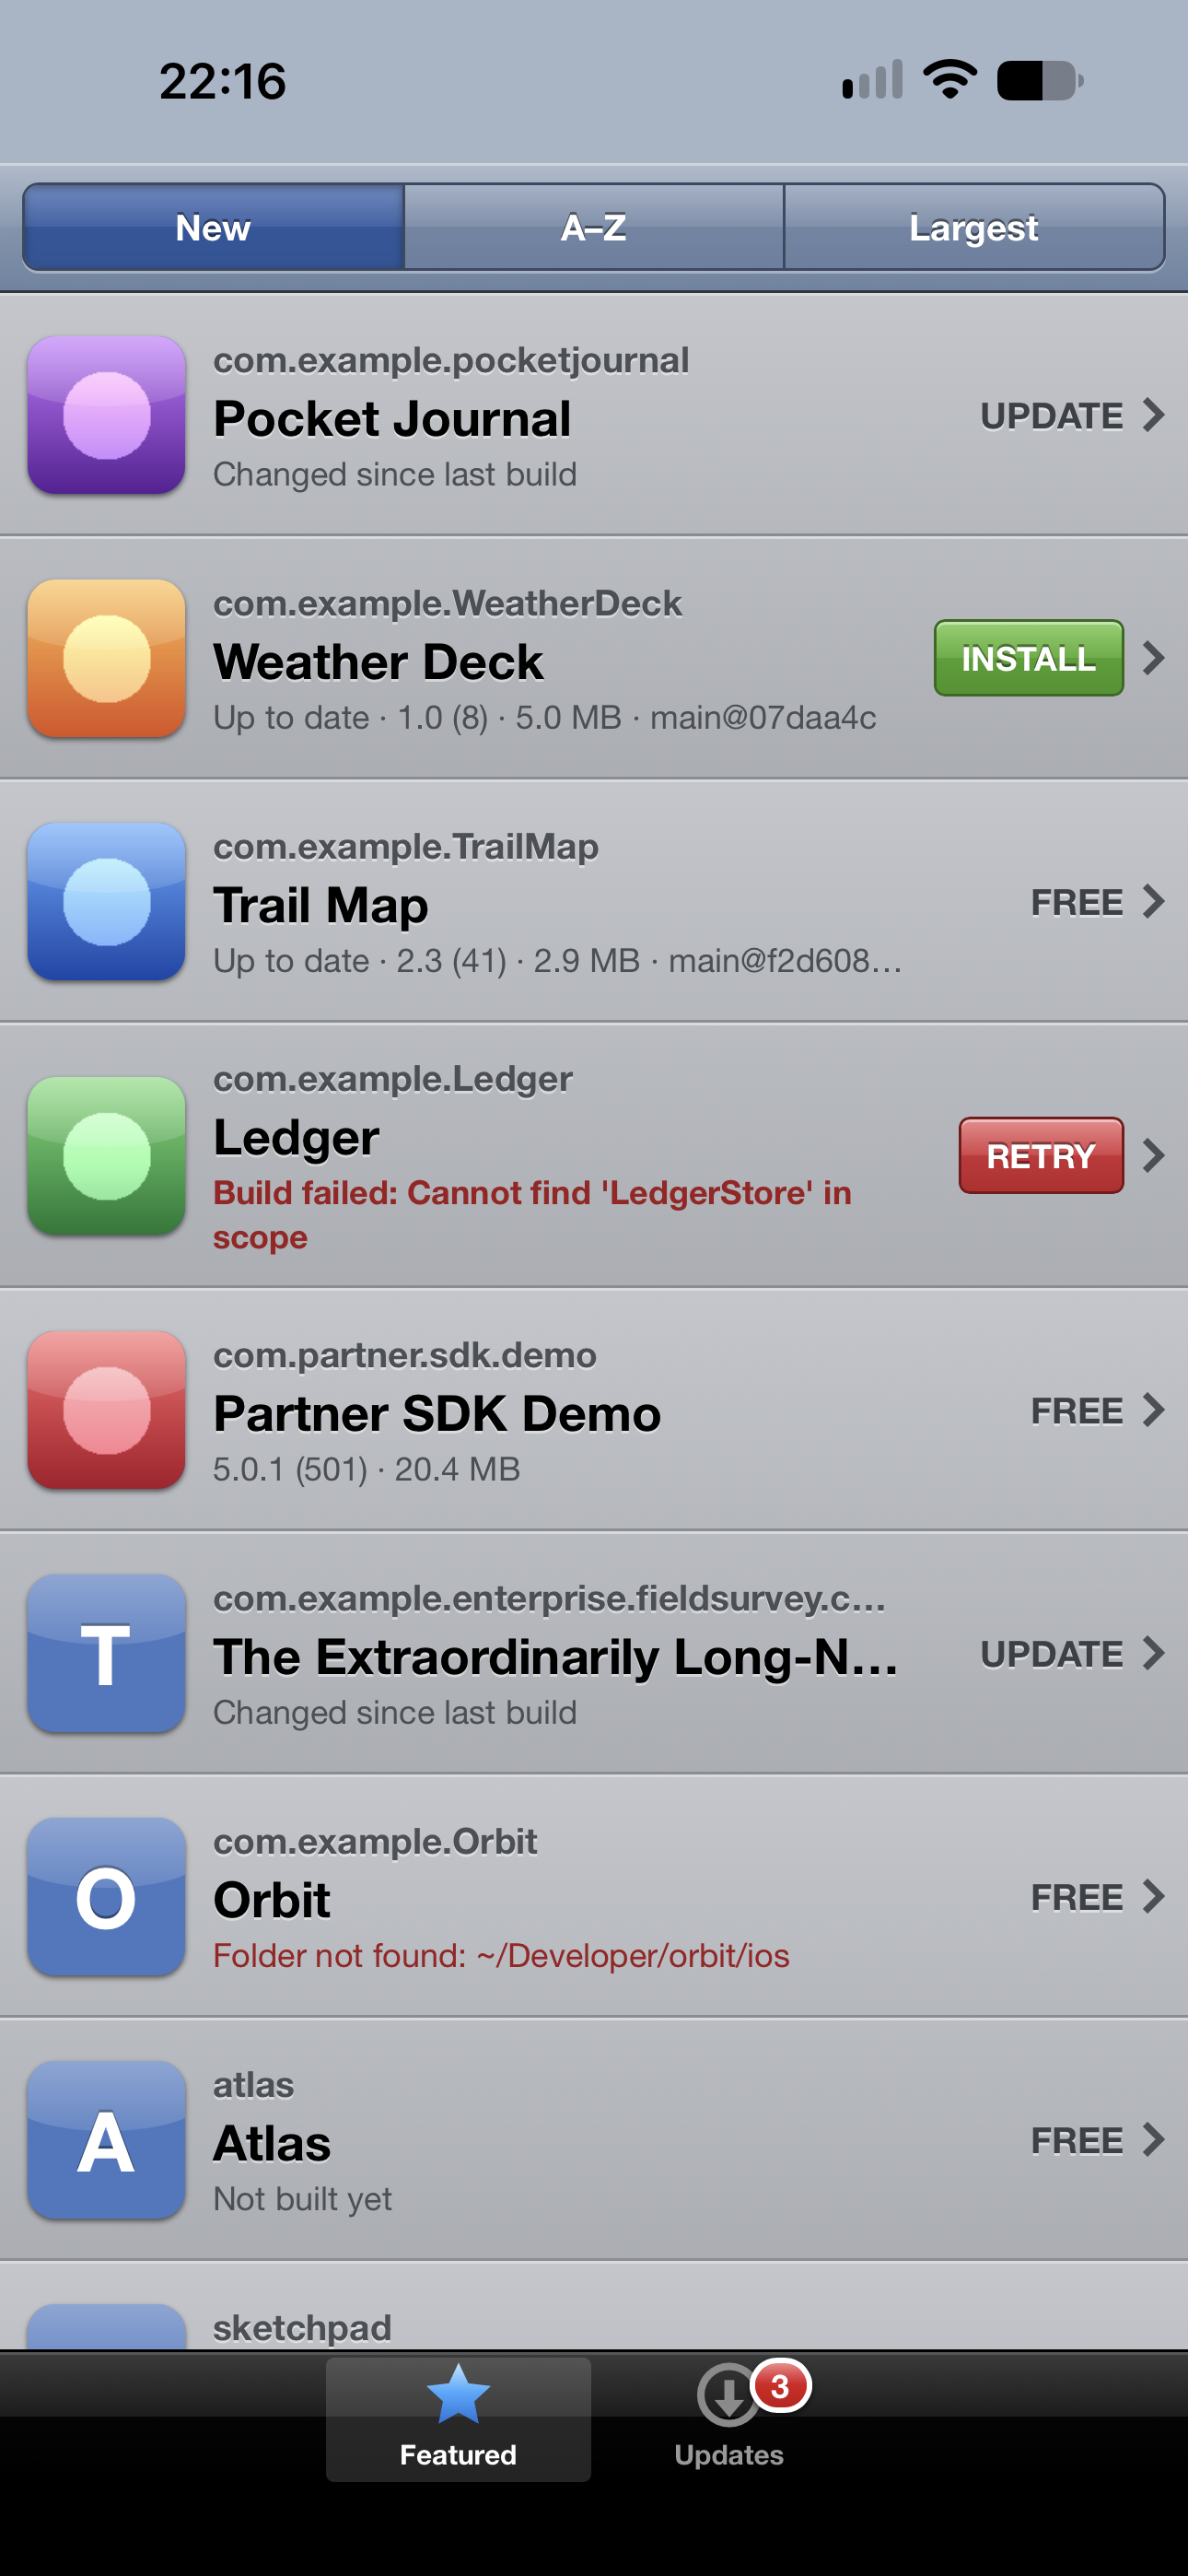 22:16
New
A–Z
Largest
com.example.pocketjournal
Pocket Journal
UPDATE
Changed since last build
com.example.WeatherDeck
Weather Deck
INSTALL
Up to date · 1.0 (8) · 5.0 MB · main@07daa4c
com.example.TrailMap
Trail Map
FREE
Up to date · 2.3 (41) · 2.9 MB · main@f2d608…
com.example.Ledger
Ledger
RETRY
Build failed: Cannot find 'LedgerStore' in
scope
com.partner.sdk.demo
Partner SDK Demo
FREE
5.0.1 (501) · 20.4 MB
T
com.example.enterprise.fieldsurvey.c…
The Extraordinarily Long-N…
UPDATE
Changed since last build
O
com.example.Orbit
Orbit
FREE
Folder not found: ~/Developer/orbit/ios
A
atlas
Atlas
FREE
Not built yet
sketchpad
3
Featured
Updates